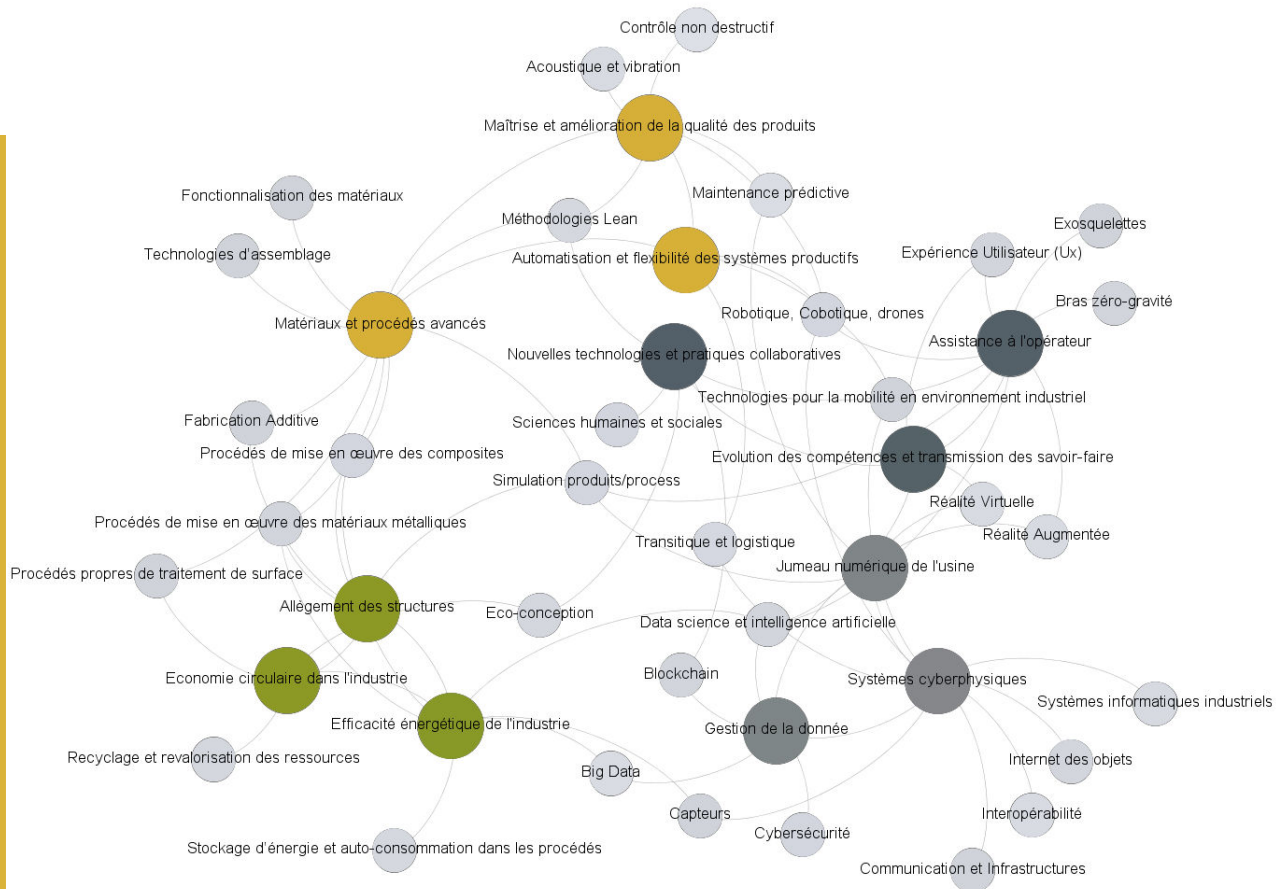 Contrôle non destructif
Acoustique et vibration
Maîtrise et amélioration de la qualité des produits
Fonctionnalisation des matériaux
Maintenance prédictive
Méthodologies Lean
Exosquelettes
Technologies d'assemblage
Expérience Utilisateur (Ux)
Automatisation et flexibilité des systèmes productifs
Bras zéro-gravité
Robotique, Cobotique, drones
Matériaux et procédés avancés
Assistance à l'opérateur
Nouvelles technologies et pratiques collaboratives
Technologies pour la mobilité en environnement industriel
Fabrication Additive
Sciences humaines et sociales
Procédés de mise en œuvre des composites
Evolution des compétences et transmission des savoir-faire
Simulation produits/process
Réalité Virtuelle
Procédés de mise en œuvre des matériaux métalliques
Réalité Augmentée
Transitique et logistique
Jumeau numérique de l'usine
Procédés propres de traitement de surface
Allègement des structures
Eco-conception
Data science et intelligence artificielle
Blockchain
Economie circulaire dans l'industrie
Systèmes cyberphysiques
Systèmes informatiques industriels
Efficacité énergétique de l'industrie
Gestion de la donnée
Recyclage et revalorisation des ressources
Internet des objets
Big Data
Capteurs
Interopérabilité
Cybersécurité
Stockage d'énergie et auto-consommation dans les procédés
Communication et Infrastructures